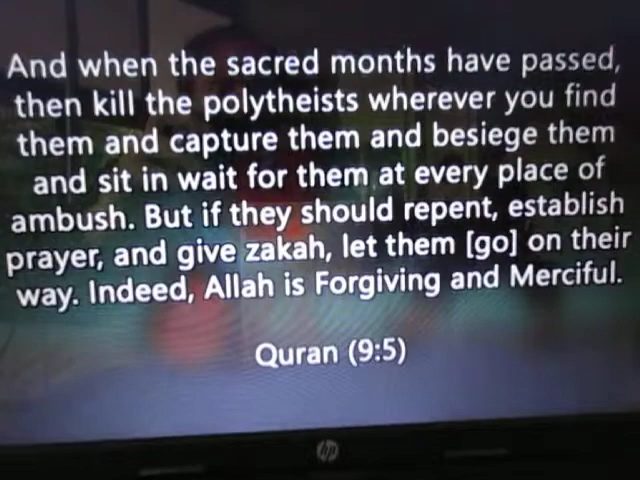 And when the sacred months have passed,
then kill the polytheists wherever you find
them and capture them and besiege them
and sit in wait for them at every place of
ambush. But if they should repent, establish
prayer, and give zakah, let them [go] on their
way. Indeed, Allah is Forgiving and Merciful.
Quran (9:5)
hp